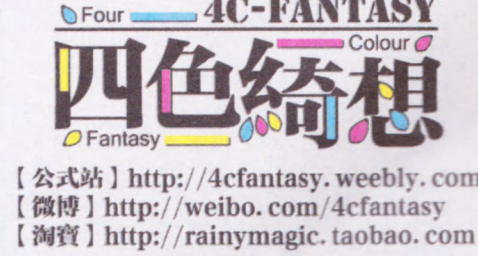 Four 4C-FANTASY
Colour
四色綺想
Fantasy
【公式站】http://4cfantasy.weebly.com
【微博】http://weibo.com/4cfantasy
【淘寶】http://rainymagic.taobao.com